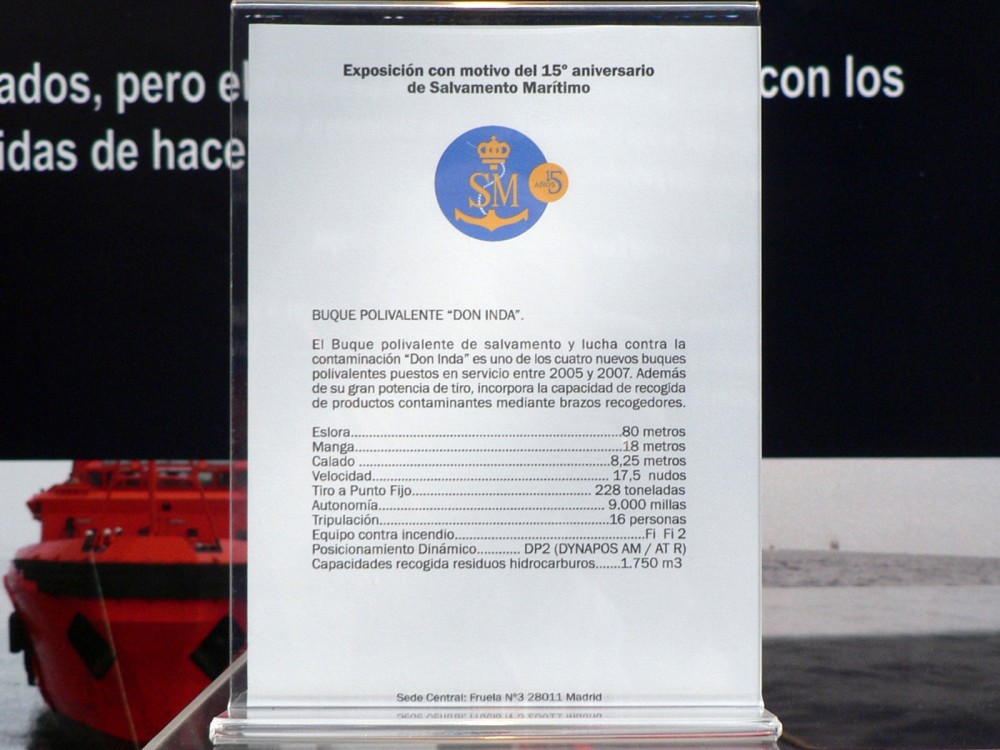 ados, pero el
con los
idas de hace
Exposición con motivo del 15º aniversario
de Salvamento Marítimo
SM
15
AÑOS
BUQUE POLIVALENTE “DON INDA”.
El Buque polivalente de salvamento y lucha contra la
contaminación “Don Inda” es uno de los cuatro nuevos buques
polivalentes puestos en servicio entre 2005 y 2007. Además
de su gran potencia de tiro, incorpora la capacidad de recogida
de productos contaminantes mediante brazos recogedores.
Eslora..............................................................80 metros
Manga..............................................................18 metros
Calado ...........................................................8,25 metros
Velocidad....................................................... 17,5 nudos
Tiro a Punto Fijo......................................... 228 toneladas
Autonomía.................................................... 9.000 millas
Tripulación.....................................................16 personas
Equipo contra incendio......................................Fi Fi 2
Posicionamiento Dinámico........... DP2 (DYNAPOS AM / AT R)
Capacidades recogida residuos hidrocarburos.......1.750 m3
Sede Central: Fruela Nº3 28011 Madrid